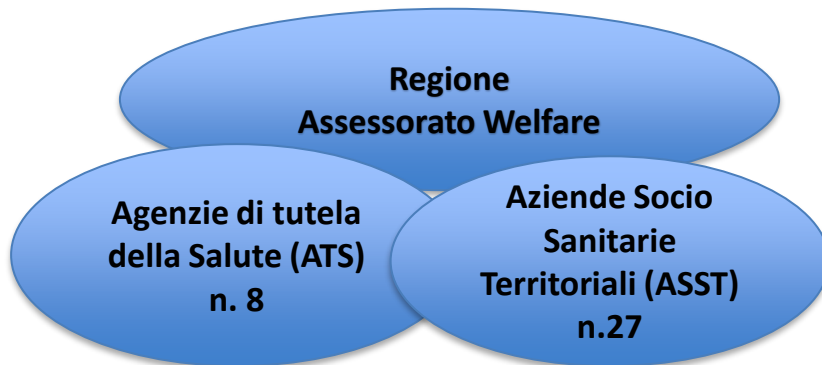 Regione
Assessorato Welfare
Agenzie di tutela
della Salute (ATS)
n. 8
Aziende Socio
Sanitarie
Territoriali (ASST)
n.27